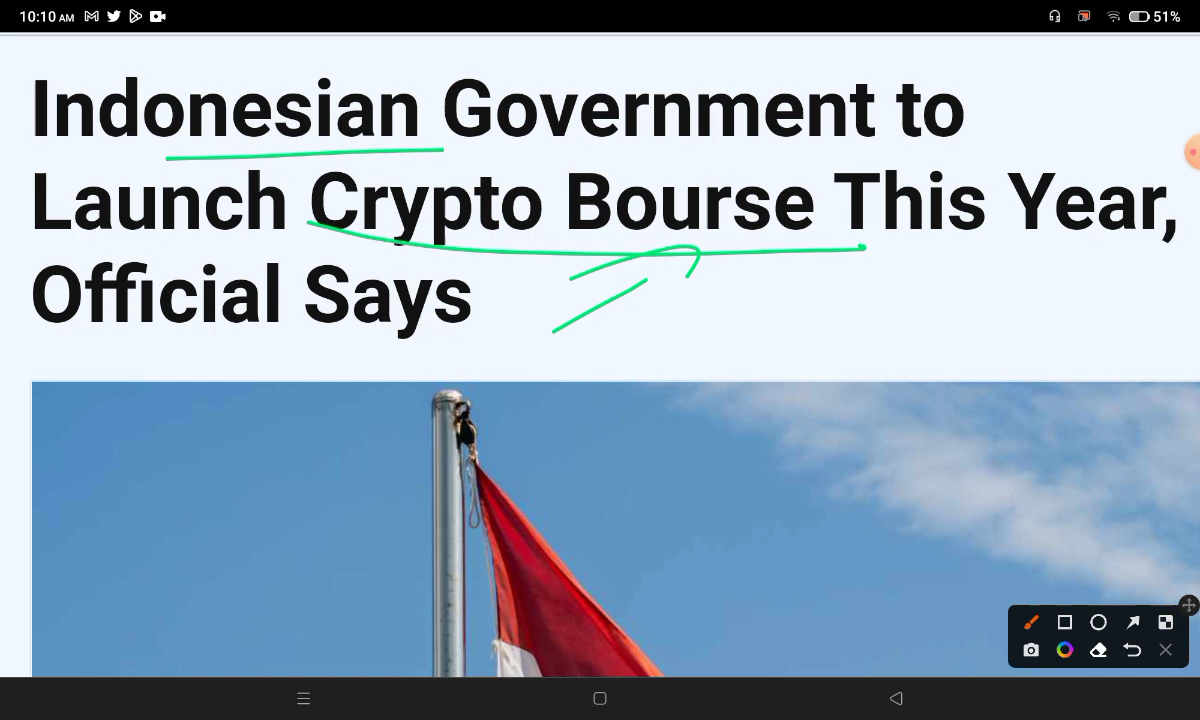 10:10 AM
51%
Indonesian Government to
Launch Crypto Bourse This Year,
Official Says